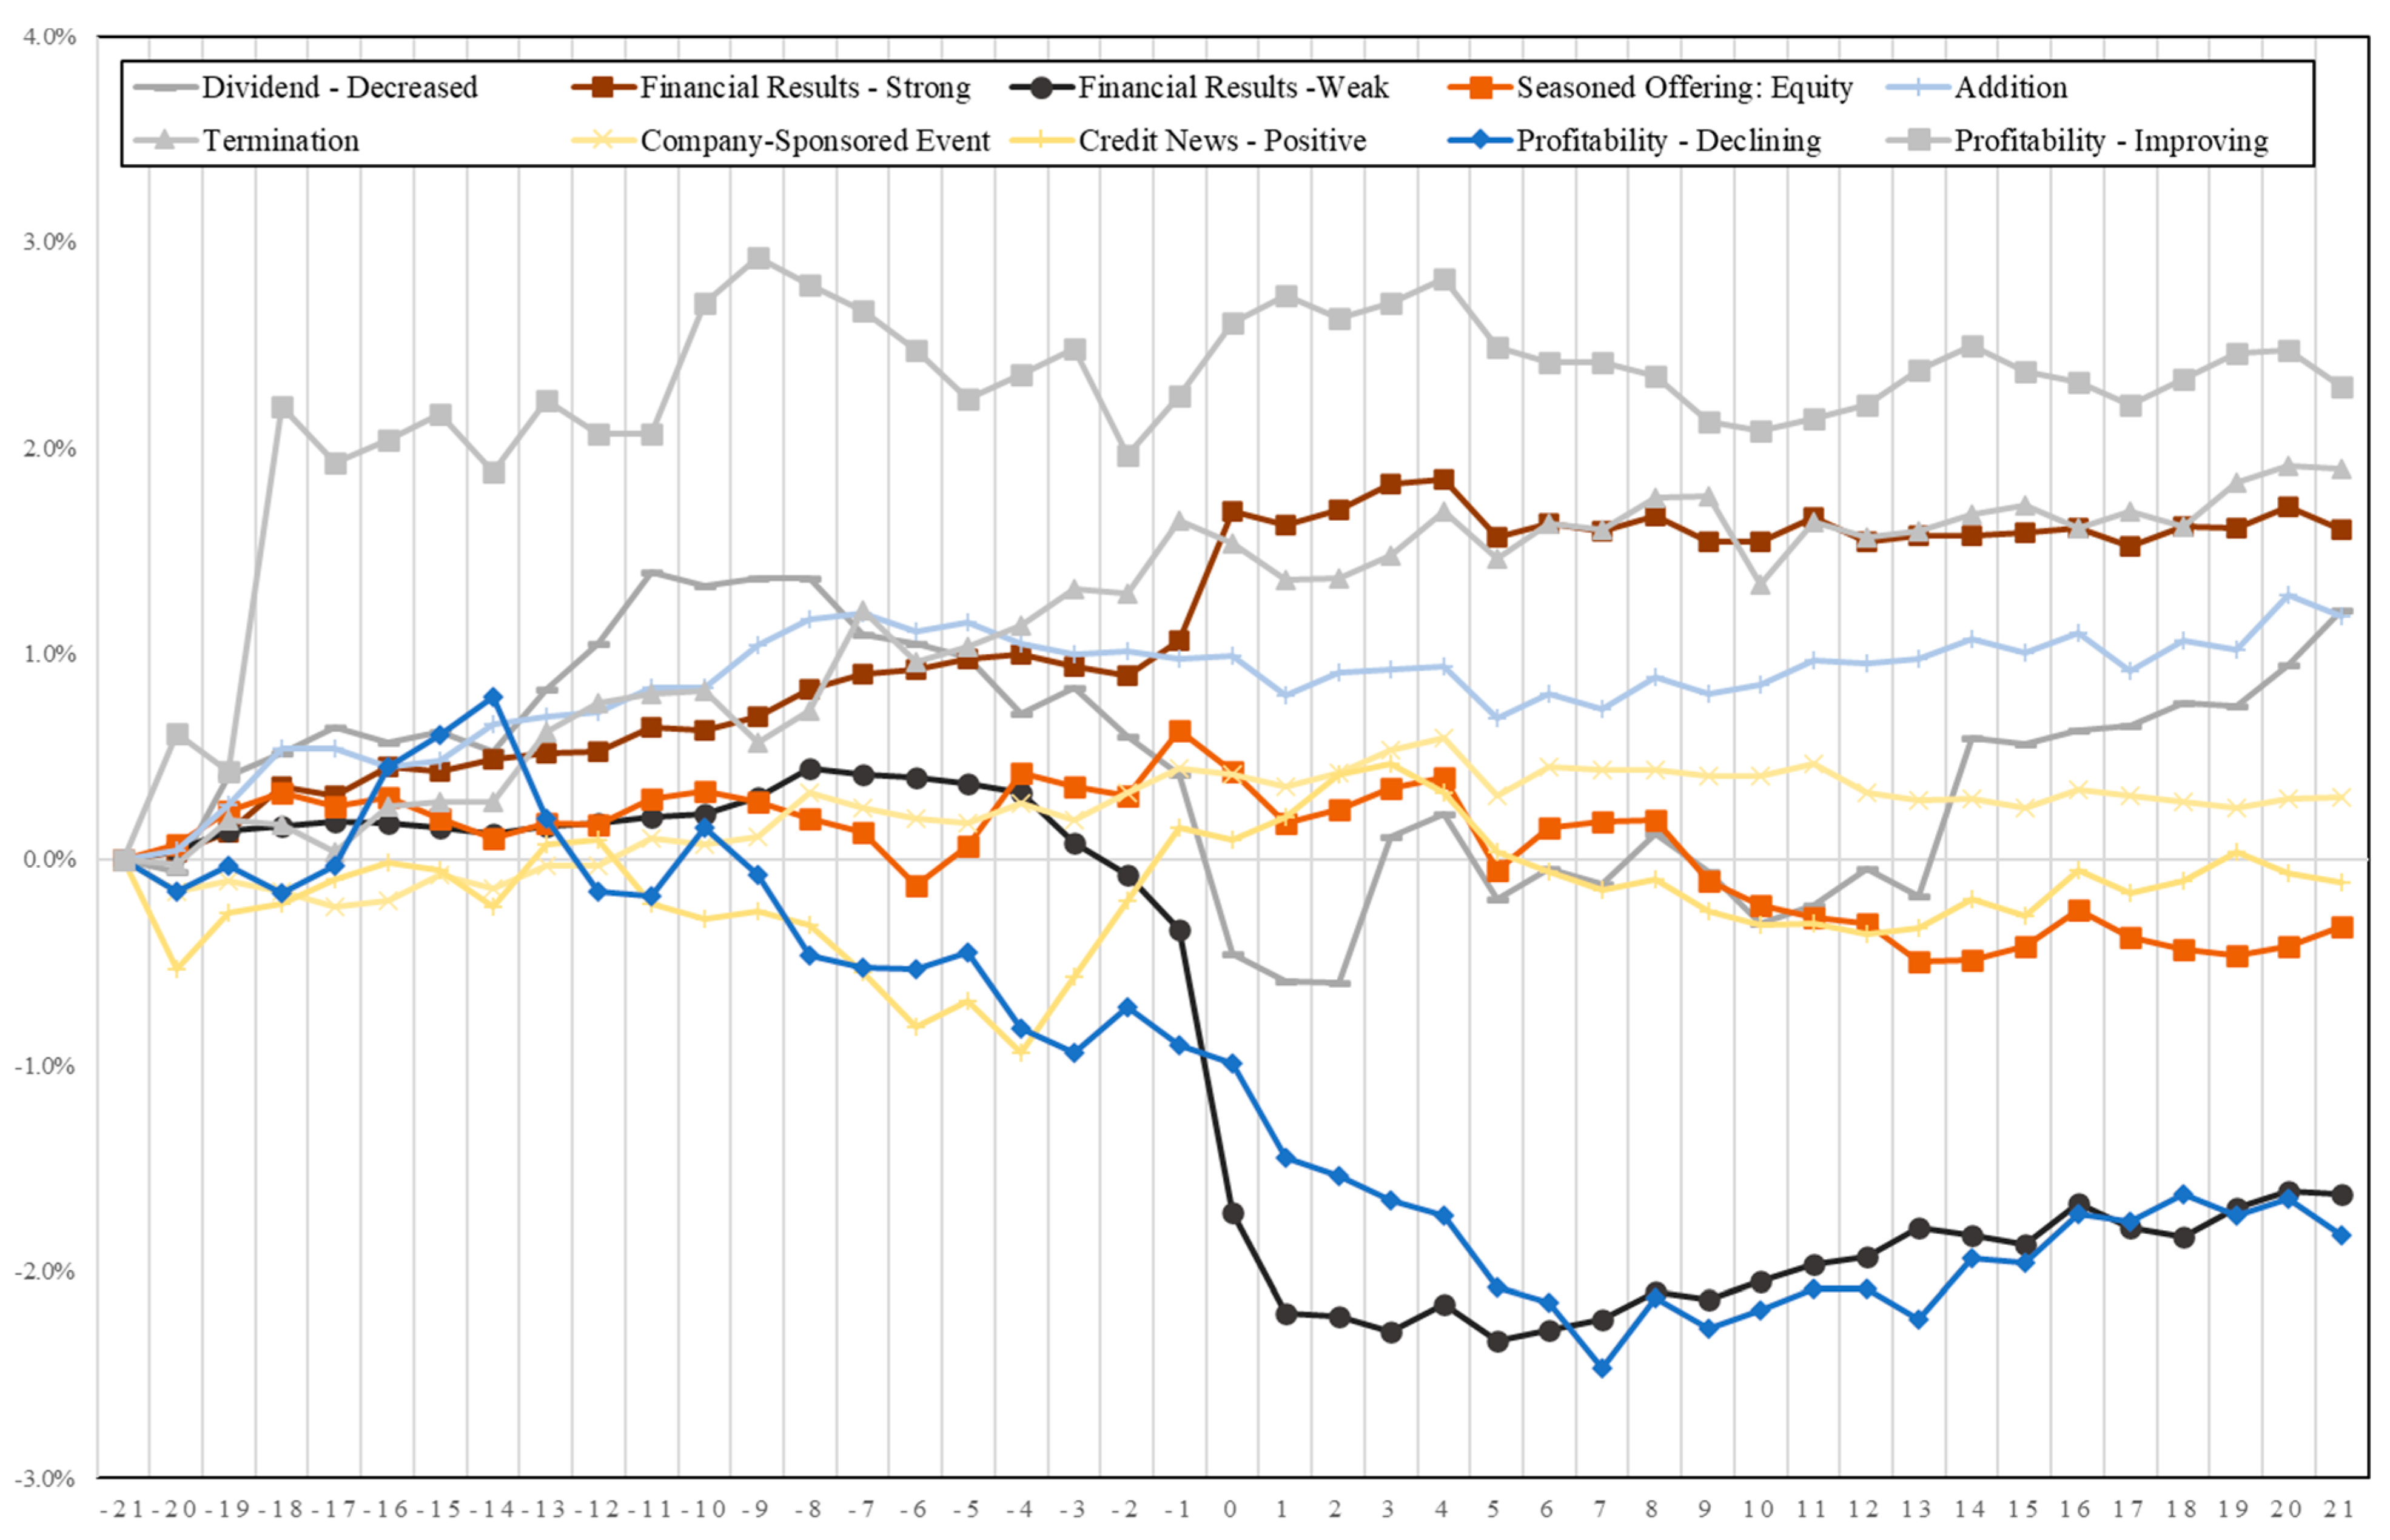 4.0%
Dividend - Decreased Financial Results - Strong Financial Results -Weak Seasoned Offering: Equity Addition
Termination Company-Sponsored Event Credit News - Positive Profitability - Declining Profitability - Improving
3.0%
2.0%
1.0%
0.0%
-1.0%
-2.0%
-3.0%
-21 -20 -19 -18 -17 -16 -15 -14 -13 -12 -11 -10 -9 -8 -7 -6 -5 -4 -3 -2 -1 0 1 2 3 4 5 6 7 8 9 10 11 12 13 14 15 16 17 18 19 20 21